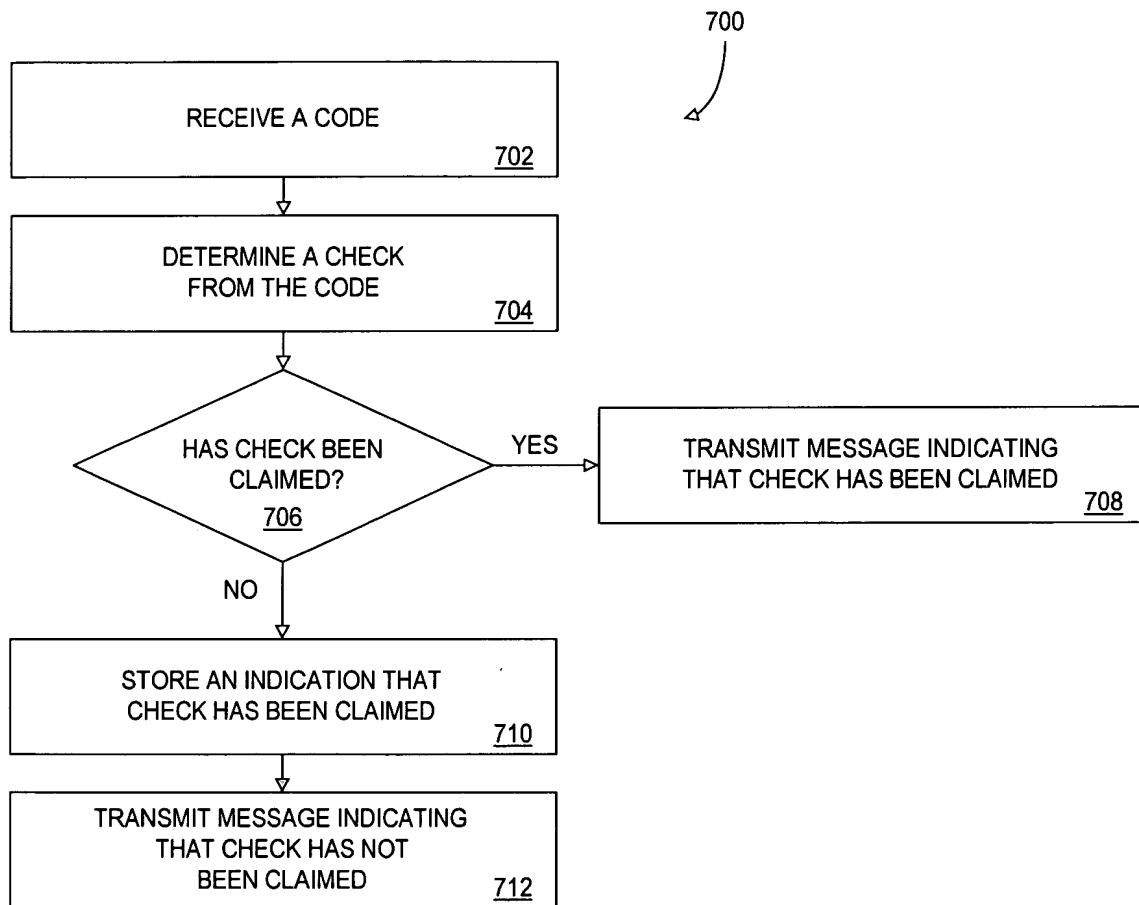 700
RECEIVE A CODE
702
DETERMINE A CHECK
FROM THE CODE
704
HAS CHECK BEEN
CLAIMED?
706
YES
TRANSMIT MESSAGE INDICATING
THAT CHECK HAS BEEN CLAIMED
708
NO
STORE AN INDICATION THAT
CHECK HAS BEEN CLAIMED
710
TRANSMIT MESSAGE INDICATING
THAT CHECK HAS NOT
BEEN CLAIMED
712